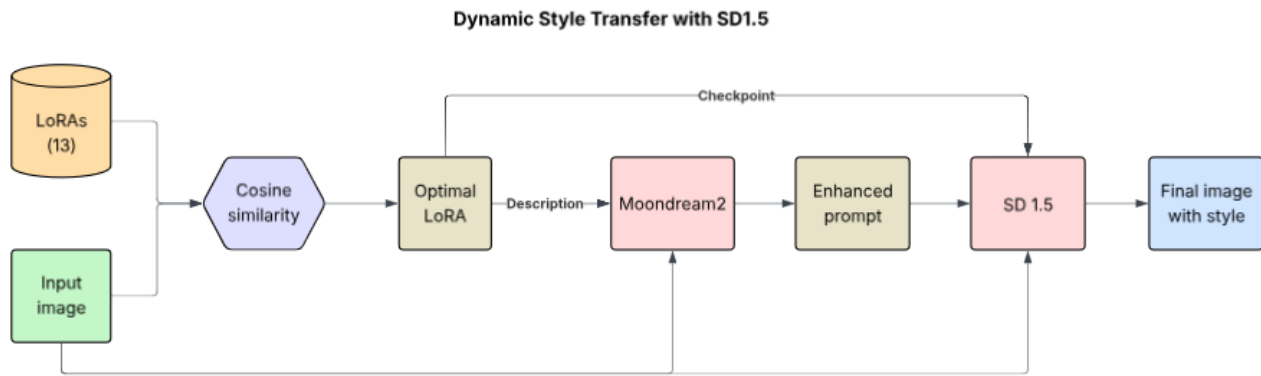 Dynamic Style Transfer with SD1.5
Checkpoint
LoRAs
(13)
Cosine
similarity
Optimal
LoRA
Description
Moondream2
Enhanced
prompt
SD 1.5
Final image
with style
Input
image